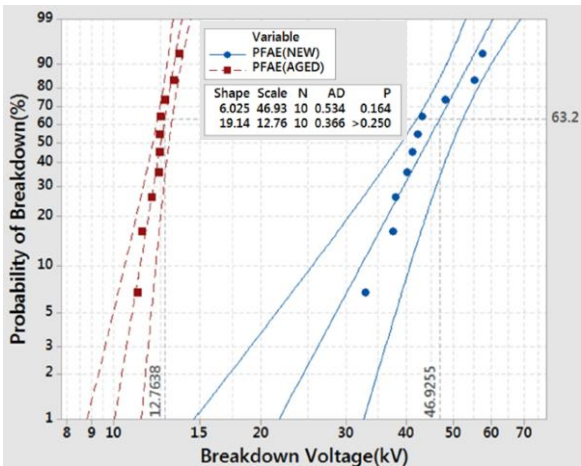 99
Variable
PFAE(NEW)
PFAE(AGED)
Shape Scale N AD P
6.025 46.93 10 0.534 0.164
19.14 12.76 10 0.366 >0.250
90
80
70
60
50
40
30
20
10
5
3
2
1
63.2
Probability of Breakdown(%)
12.7638
46.9255
8 9 10 15 20 30 40 50 60 70
Breakdown Voltage(kV)